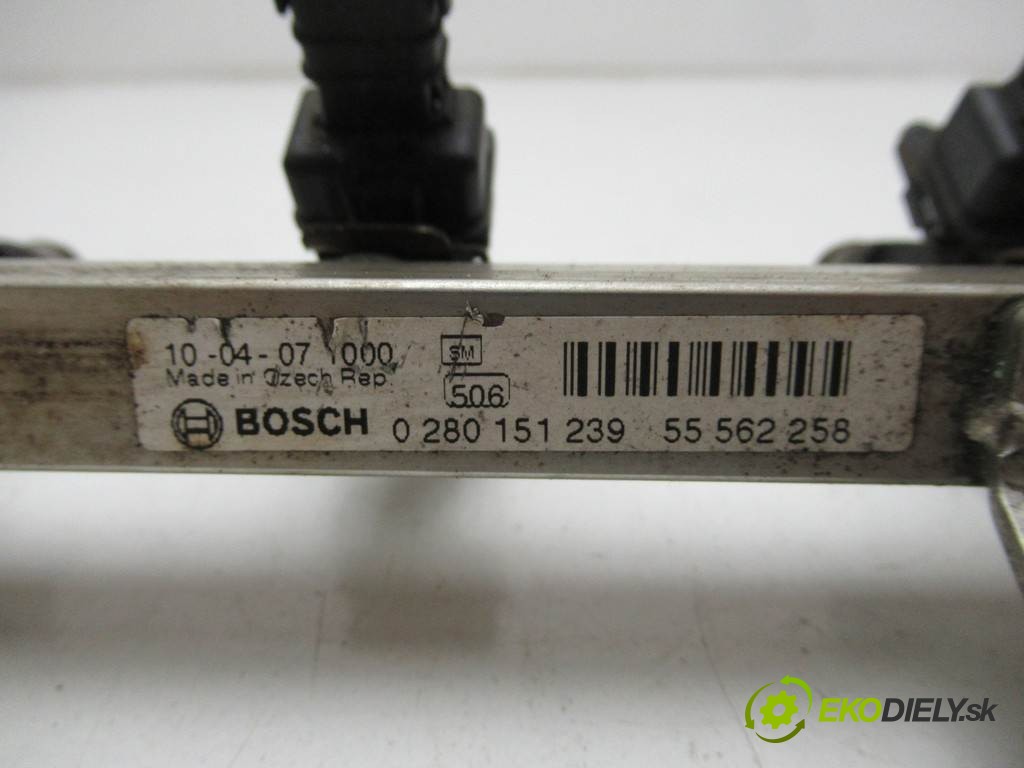 10-04-07 1000
Made in Czech Rep.
GM
506
BOSCH 0 280 151 239 55 562 258
EKODIELY.sk